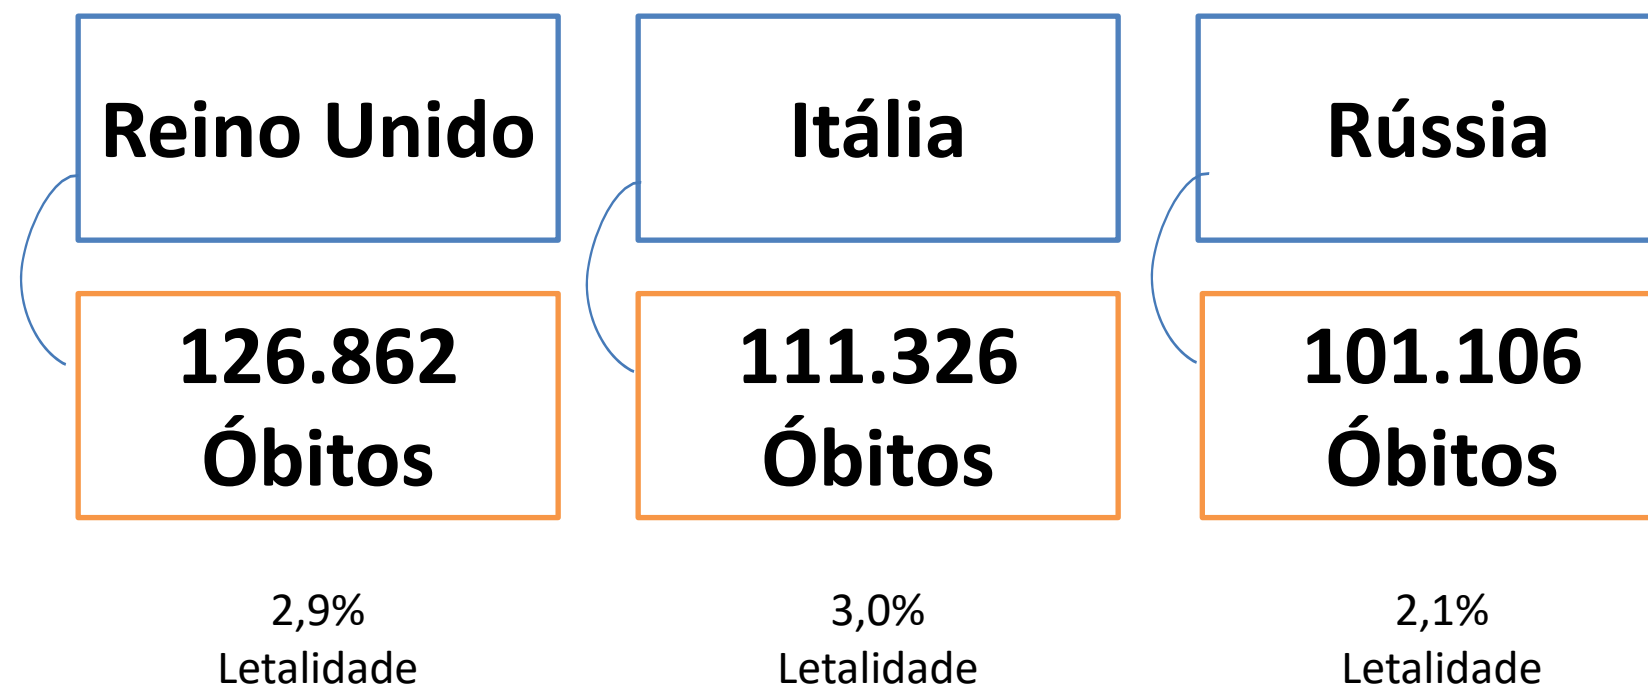 Reino Unido
126.862
Óbitos
2,9%
Letalidade
Itália
111.326
Óbitos
3,0%
Letalidade
Rússia
101.106
Óbitos
2,1%
Letalidade